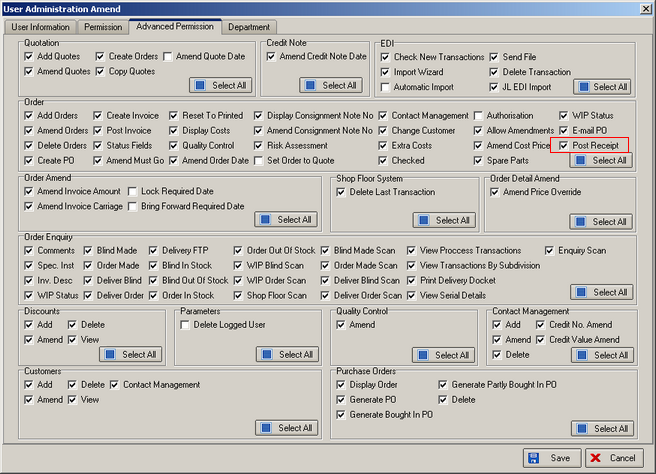 User Administration Amend
User Information Permission Advanced Permission Department
Quotation
Add Quotes Create Orders Amend Quote Date
Amend Quotes Copy Quotes
Select All
Credit Note
Amend Credit Note Date
Select All
EDI
Check New Transactions Send File
Import Wizard Delete Transaction
Automatic Import JL EDI Import Select All
Order
Add Orders Create Invoice Reset To Printed Display Consignment Note No Contact Management Authorisation WIP Status
Amend Orders Post Invoice Display Costs Amend Consignment Note No Change Customer Allow Amendments E-mail PO
Delete Orders Status Fields Quality Control Risk Assessment Extra Costs Amend Cost Price Post Receipt
Create PO Amend Must Go Amend Order Date Set Order to Quote Checked Spare Parts Select All
Order Amend
Amend Invoice Amount Lock Required Date
Amend Invoice Carriage Bring Forward Required Date
Select All
Shop Floor System
Delete Last Transaction
Select All
Order Detail Amend
Amend Price Override
Select All
Order Enquiry
Comments Blind Made Delivery FTP Order Out Of Stock Blind Made Scan View Proccess Transactions Enquiry Scan
Spec. Inst Order Made Blind In Stock WIP Blind Scan Order Made Scan View Transactions By Subdivision
Inv. Desc Deliver Blind Blind Out Of Stock WIP Order Scan Deliver Blind Scan Print Delivery Docket
WIP Status Deliver Order Order In Stock Shop Floor Scan Deliver Order Scan View Serial Details
Select All
Discounts
Add Delete
Amend View
Select All
Parameters
Delete Logged User
Select All
Quality Control
Amend
Select All
Contact Management
Add Credit No. Amend
Amend Credit Value Amend
Delete Select All
Customers
Add Delete Contact Management
Amend View
Select All
Purchase Orders
Display Order Generate Partly Bought In PO
Generate PO Delete
Generate Bought In PO
Select All
Save Cancel